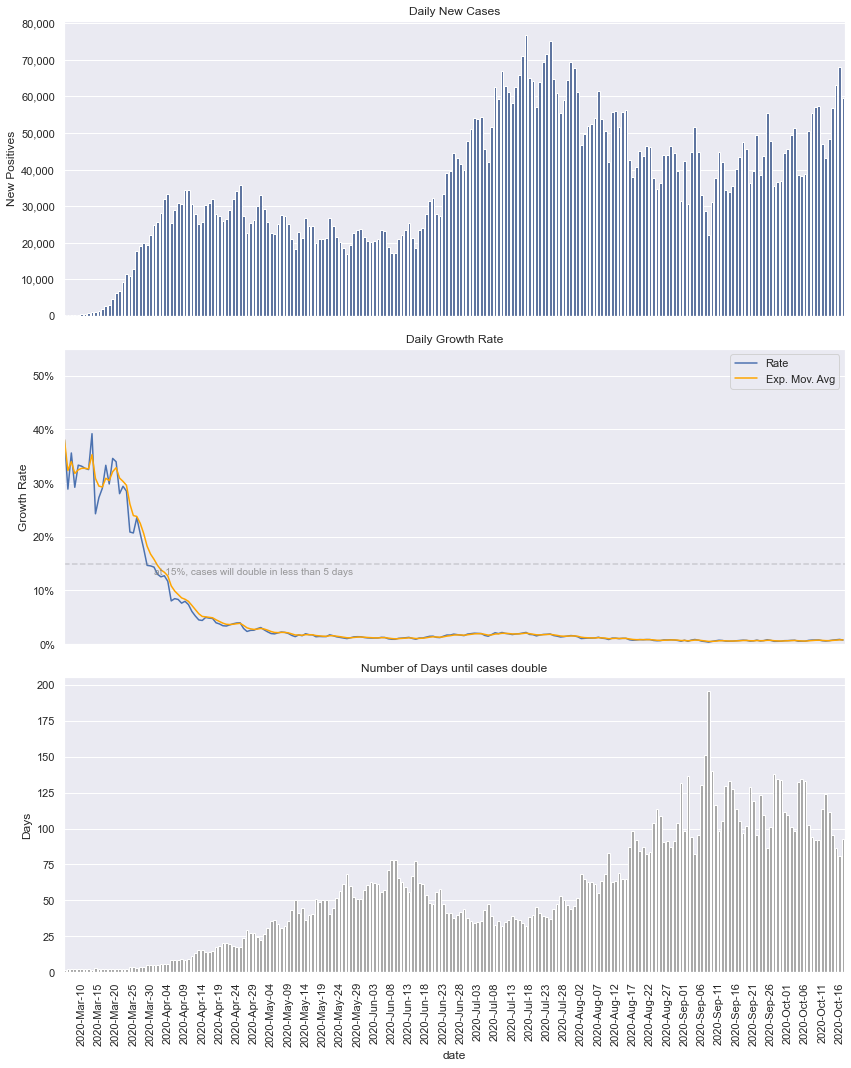 Daily New Cases
80,000
70,000
60,000
50,000
40,000
30,000
20,000
10,000
0
New Positives
Daily Growth Rate
50%
40%
30%
20%
10%
0%
Growth Rate
Rate
Exp. Mov. Avg
at 15%, cases will double in less than 5 days
Number of Days until cases double
200
175
150
125
100
75
50
25
0
Days
2020-Mar-10
2020-Mar-15
2020-Mar-20
2020-Mar-25
2020-Mar-30
2020-Apr-04
2020-Apr-09
2020-Apr-14
2020-Apr-19
2020-Apr-24
2020-Apr-29
2020-May-04
2020-May-09
2020-May-14
2020-May-19
2020-May-24
2020-May-29
2020-Jun-03
2020-Jun-08
2020-Jun-13
2020-Jun-18
2020-Jun-23
2020-Jun-28
2020-Jul-03
2020-Jul-08
2020-Jul-13
2020-Jul-18
2020-Jul-23
2020-Jul-28
2020-Aug-02
2020-Aug-07
2020-Aug-12
2020-Aug-17
2020-Aug-22
2020-Aug-27
2020-Sep-01
2020-Sep-06
2020-Sep-11
2020-Sep-16
2020-Sep-21
2020-Sep-26
2020-Oct-01
2020-Oct-06
2020-Oct-11
2020-Oct-16
date